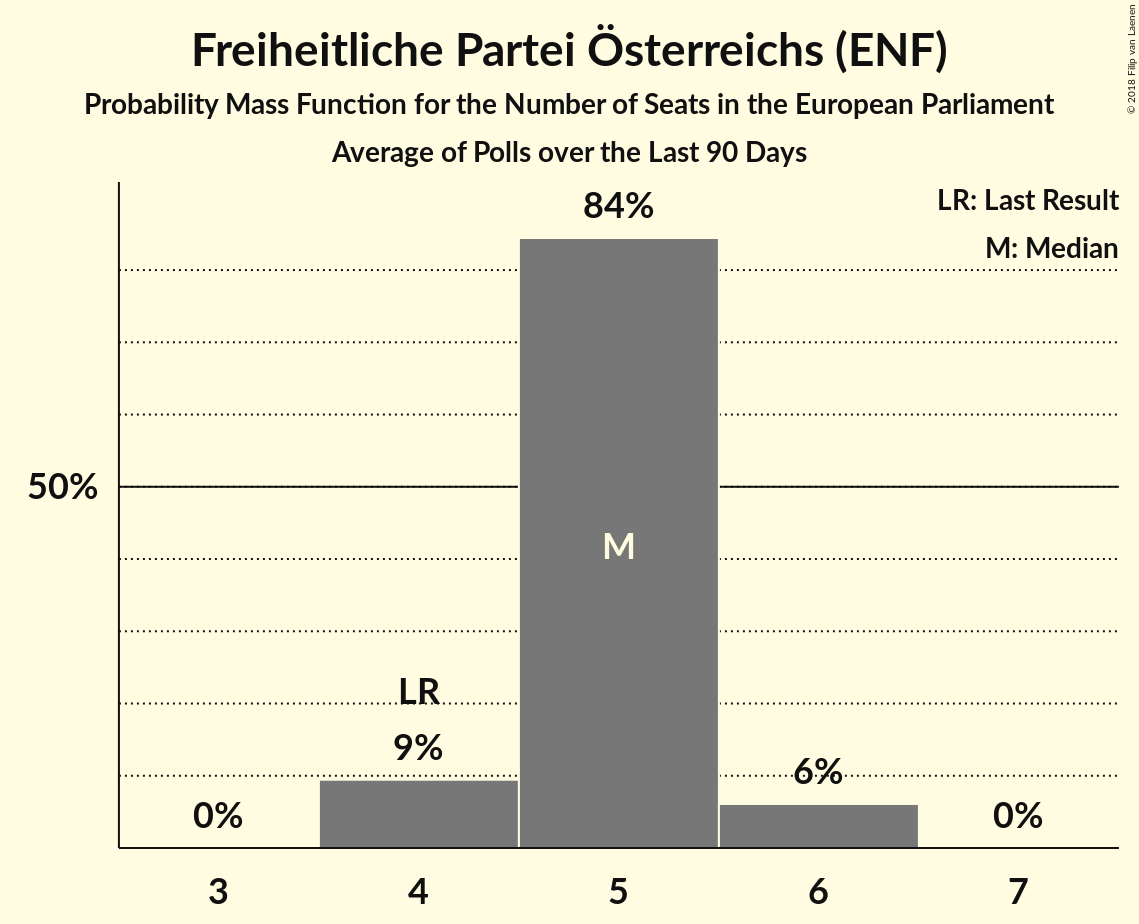 Freiheitliche Partei Österreichs (ENF)
Probability Mass Function for the Number of Seats in the European Parliament
Average of Polls over the Last 90 Days
© 2018 Filip van Laenen
LR: Last Result
M: Median
84%
50%
M
LR
9%
6%
0%
0%
3 4 5 6 7